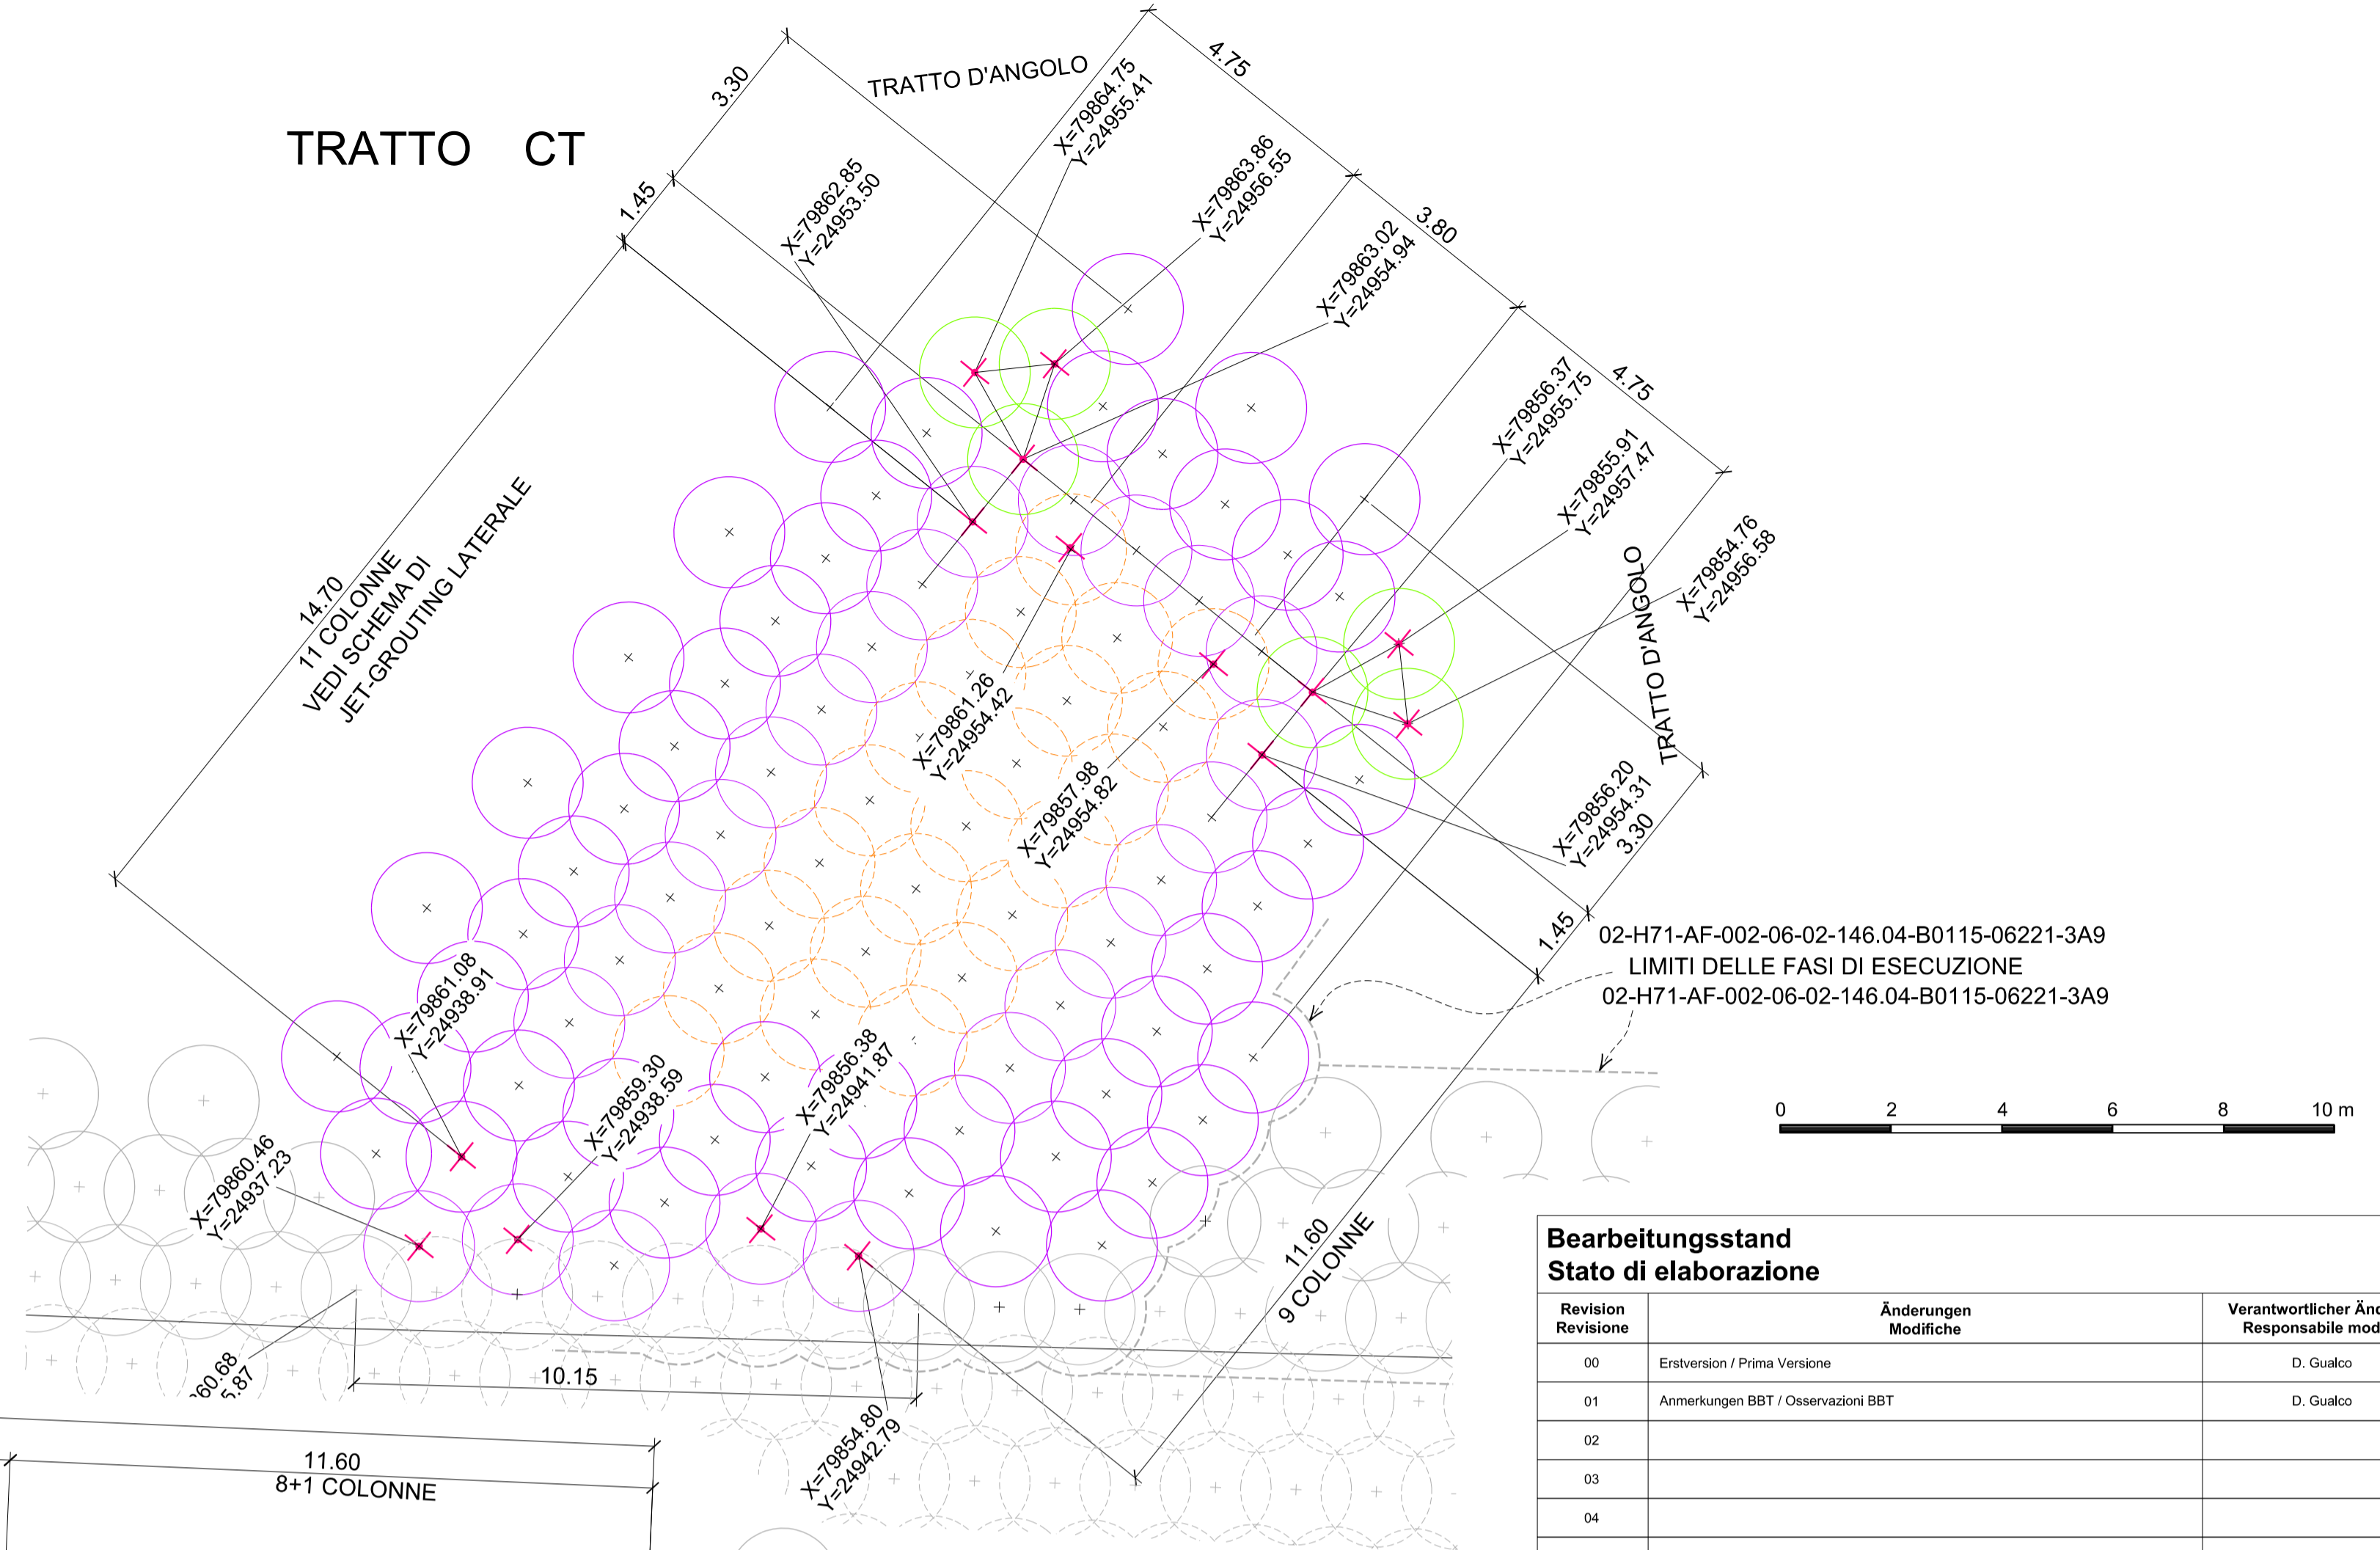 TRATTO D'ANGOLO
TRATTO CT
3.30
1.45
4.75
3.80
4.75
X=79864.75
Y=24955.41
X=79863.86
Y=24956.55
X=79862.85
Y=24953.50
X=79863.02
Y=24954.94
X=79856.37
Y=24955.75
X=79855.91
Y=24957.47
X=79854.76
Y=24956.58
TRATTO D'ANGOLO
14.70
11 COLONNE
VEDI SCHEMA DI
JET-GROUTING LATERALE
X=79861.26
Y=24954.42
X=79857.98
Y=24954.82
X=79856.20
Y=24954.31
3.30
1.45
02-H71-AF-002-06-02-146.04-B0115-06221-3A9
LIMITI DELLE FASI DI ESECUZIONE
02-H71-AF-002-06-02-146.04-B0115-06221-3A9
X=79861.08
Y=24938.91
X=79859.30
Y=24938.59
X=79856.38
Y=24941.87
0 2 4 6 8 10 m
X=79860.46
Y=24937.23
11.60
9 COLONNE
60.68
5.87
10.15
X=79854.80
Y=24942.79
11.60
8+1 COLONNE
Bearbeitungsstand
Stato di elaborazione
Revision Änderungen Verantwortlicher Änd
Revisione Modifiche Responsabile mod
00 Erstversion / Prima Versione D. Gualco
01 Anmerkungen BBT / Osservazioni BBT D. Gualco
02
03
04